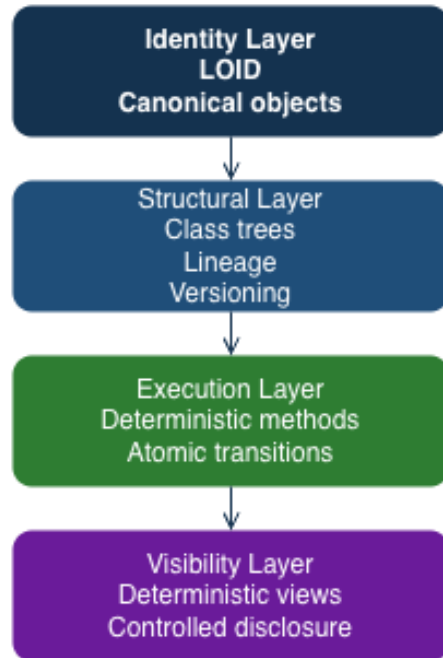 Identity Layer
LOID
Canonical objects
Structural Layer
Class trees
Lineage
Versioning
Execution Layer
Deterministic methods
Atomic transitions
Visibility Layer
Deterministic views
Controlled disclosure